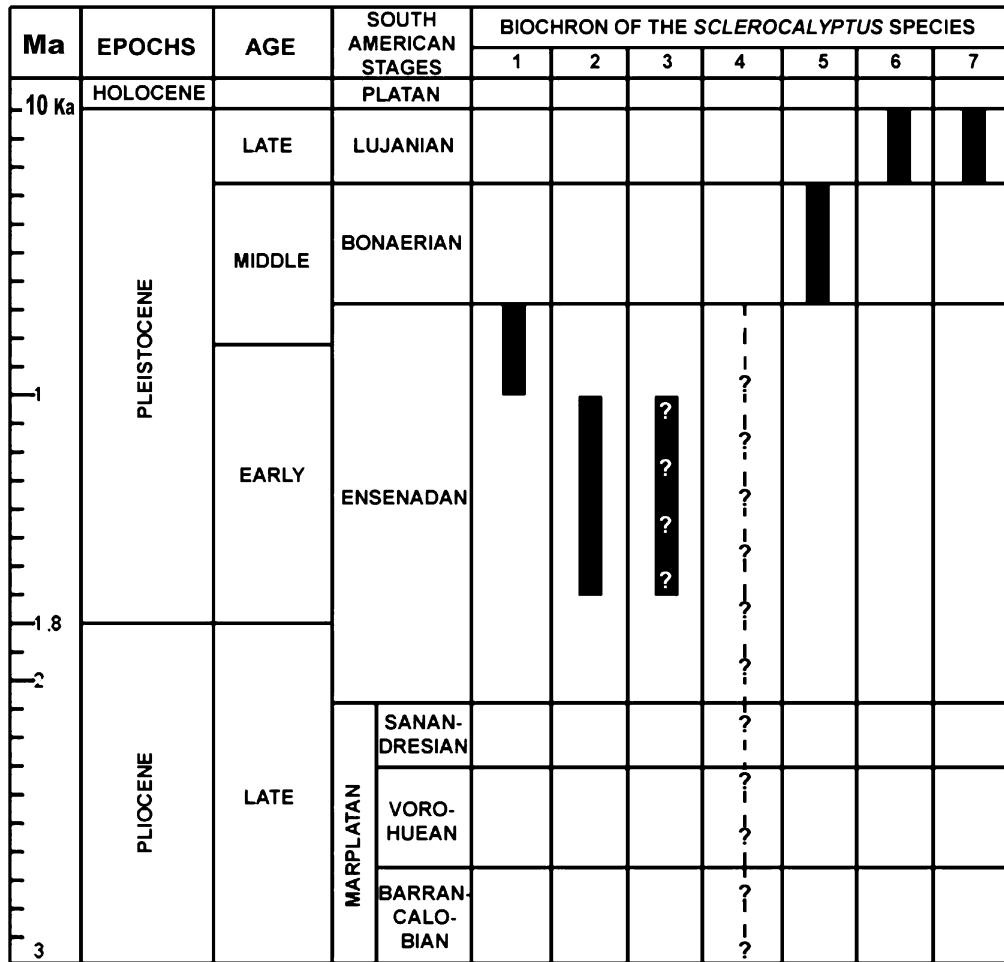 Ma
EPOCHS
AGE
SOUTH
AMERICAN
STAGES
BIOCHRON OF THE SCLEROCALYPTUS SPECIES
1 2 3 4 5 6 7
10 Ka
HOLOCENE
PLATAN
LATE
LUJANIAN
MIDDLE
BONAERIAN
PLEISTOCENE
1
EARLY
ENSENADAN
? ? ? ?
? ? ? ? ? ? ? ? ? ? ?
1.8
2
PLIOCENE
LATE
MARPLATAN
SANAN-
DRESIAN
VORO-
HUEAN
BARRAN-
CALO-
BIAN
3